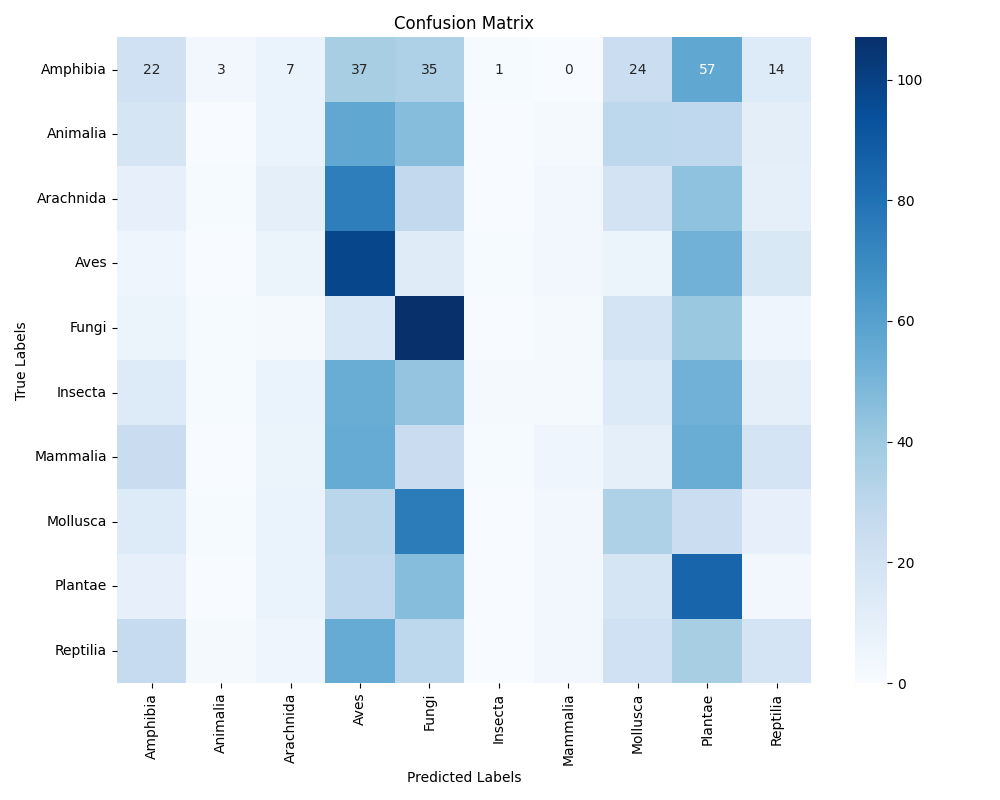 Confusion Matrix
Amphibia 22 3 7 37 35 1 0 24 57 14
Animalia
Arachnida
Aves
Fungi
Insecta
Mammalia
Mollusca
Plantae
Reptilia
True Labels
Amphibia Animalia Arachnida Aves Fungi Insecta Mammalia Mollusca Plantae Reptilia
Predicted Labels
100
80
60
40
20
0